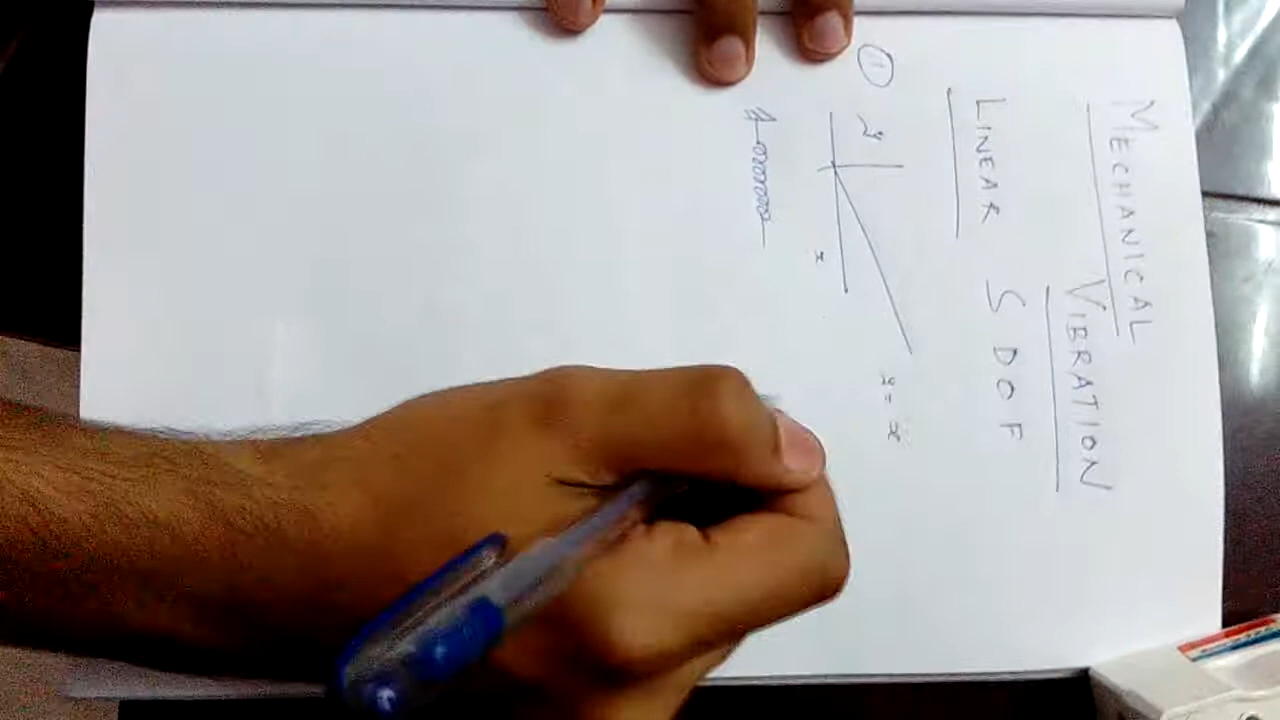 MECHANICAL
VIBRATION
LINEAR SDOF
1
y
y = x
x